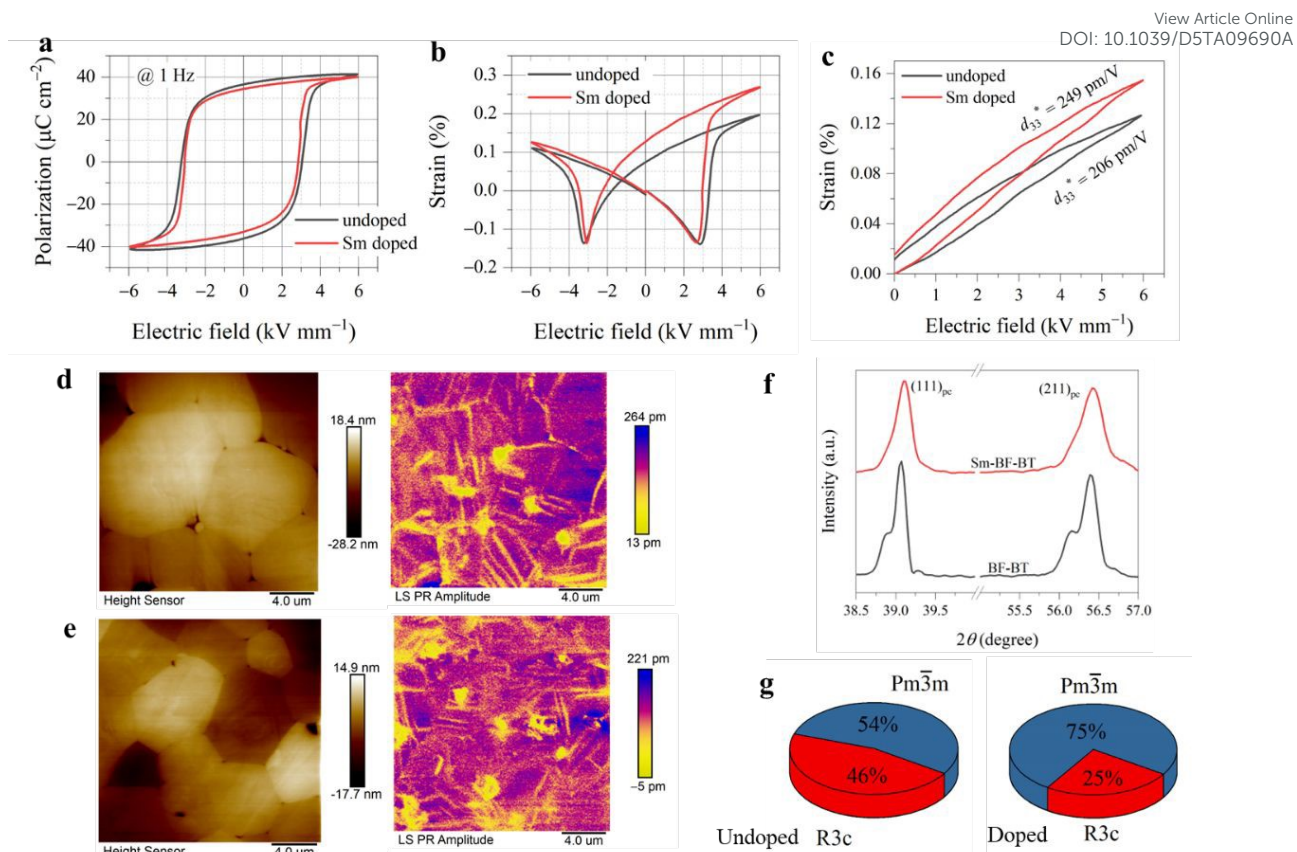 View Article Online
DOI: 10.1039/D5TA09690A
a
@ 1 Hz
undoped
Sm doped
Polarization (μC cm⁻²)
40
20
0
−20
−40
−6 −4 −2 0 2 4 6
Electric field (kV mm⁻¹)
b
undoped
Sm doped
Strain (%)
0.3
0.2
0.1
0.0
−0.1
−0.2
−6 −4 −2 0 2 4 6
Electric field (kV mm⁻¹)
c
undoped
Sm doped
d₃₃* = 249 pm/V
d₃₃* = 206 pm/V
Strain (%)
0.16
0.12
0.08
0.04
0.00
0 1 2 3 4 5 6
Electric field (kV mm⁻¹)
d
18.4 nm
-28.2 nm
Height Sensor
4.0 um
264 pm
13 pm
LS PR Amplitude
4.0 um
e
14.9 nm
-17.7 nm
Height Sensor
4.0 um
221 pm
−5 pm
LS PR Amplitude
4.0 um
f
(111)pc
(211)pc
Sm-BF-BT
BF-BT
Intensity (a.u.)
38.5 39.0 39.5 55.5 56.0 56.5 57.0
2θ (degree)
g
Pm3̅m
54%
46%
Undoped R3c
Pm3̅m
75%
25%
Doped R3c